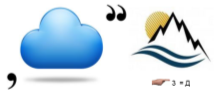 , “
3 = Д